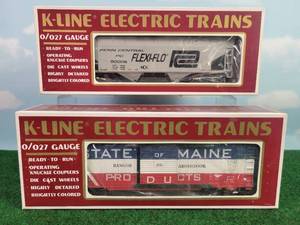 K-LINE ELECTRIC TRAINS
O/027 GAUGE
READY - TO - RUN
OPERATING
KNUCKLE COUPLERS
DIE CAST WHEELS
HIGHLY DETAILED
BRIGHTLY COLORED
PENN CENTRAL
FLEXI-FLO
K-LINE ELECTRIC TRAINS
O/027 GAUGE
READY - TO - RUN
OPERATING
KNUCKLE COUPLERS
DIE CAST WHEELS
HIGHLY DETAILED
BRIGHTLY COLORED
STATE OF MAINE
BANGOR AROOSTOOK
PRODUCTS